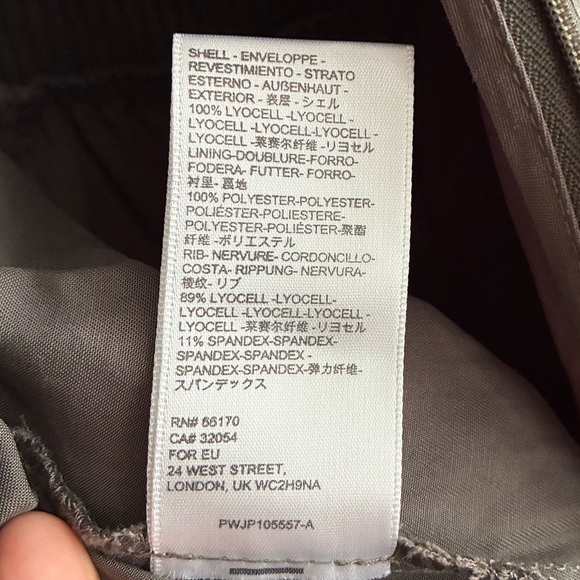 SHELL - ENVELOPPE -
REVESTIMIENTO - STRATO
ESTERNO - AUßENHAUT -
EXTERIOR - 表层 - シェル
100% LYOCELL -LYOCELL -
LYOCELL -LYOCELL-LYOCELL -
LYOCELL -莱赛尔纤维 -リヨセル
LINING-DOUBLURE-FORRO-
FODERA- FUTTER- FORRO-
衬里- 裏地
100% POLYESTER-POLYESTER-
POLIÉSTER-POLIESTERE-
POLYESTER-POLIÉSTER-聚酯
纤维 -ポリエステル
RIB- NERVURE- CORDONCILLO-
COSTA- RIPPUNG- NERVURA-
棱纹- リブ
89% LYOCELL -LYOCELL-
LYOCELL -LYOCELL-LYOCELL -
LYOCELL -莱赛尔纤维 -リヨセル
11% SPANDEX-SPANDEX-
SPANDEX-SPANDEX -
SPANDEX-SPANDEX-弹力纤维-
スパンデックス
RN# 66170
CA# 32054
FOR EU
24 WEST STREET,
LONDON, UK WC2H9NA
PWJP105557-A